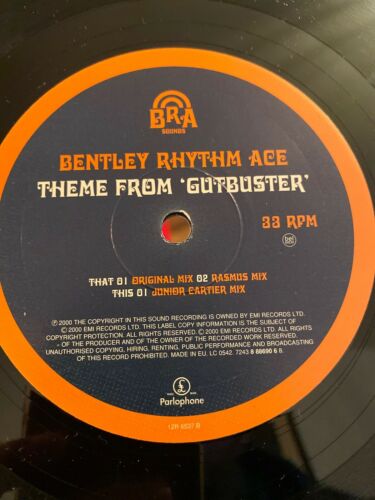 BRA
SOUNDS
BENTLEY RHYTHM ACE
THEME FROM ‘GUTBUSTER’
33 RPM
THAT 01 ORIGINAL MIX 02 RASMUS MIX
THIS 01 JUNIOR CARTIER MIX
℗ 2000 THE COPYRIGHT IN THIS SOUND RECORDING IS OWNED BY EMI RECORDS LTD.
© 2000 EMI RECORDS LTD. THIS LABEL COPY INFORMATION IS THE SUBJECT OF
COPYRIGHT PROTECTION. ALL RIGHTS RESERVED. © 2000 EMI RECORDS LTD. ALL RIGHTS
- OF THE PRODUCER AND OF THE OWNER OF THE RECORDED WORK RESERVED.
UNAUTHORISED COPYING, HIRING, RENTING, PUBLIC PERFORMANCE AND BROADCASTING
OF THIS RECORD PROHIBITED. MADE IN EU. LC 0542. 7243 8 88690 6 8.
Parlophone
12R 6537 B